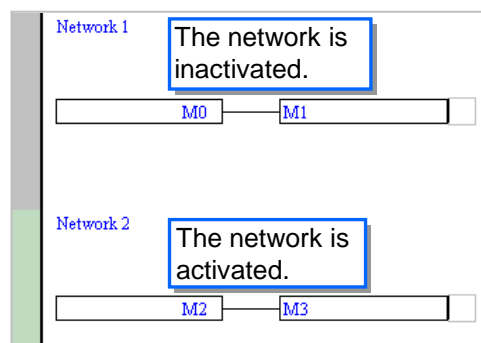 Network 1
The network is
inactivated.
M0 M1
Network 2
The network is
activated.
M2 M3